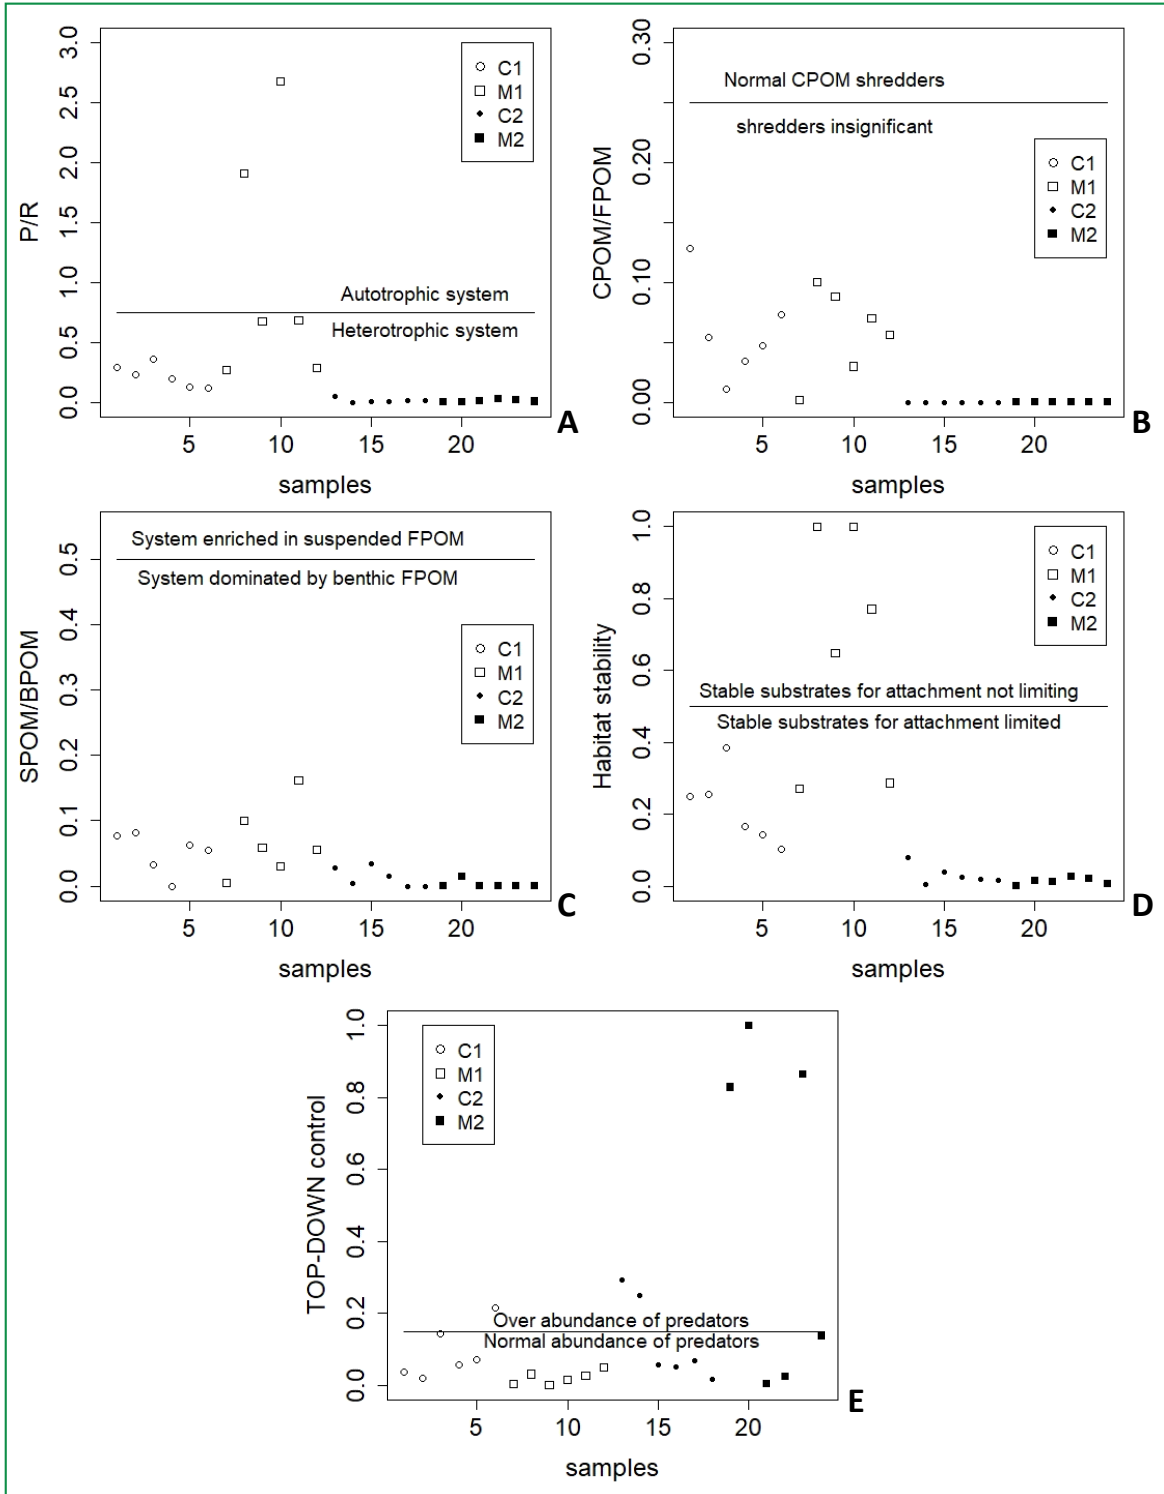 P/R
3.0
2.5
2.0
1.5
1.0
0.5
0.0
C1
M1
C2
M2
Autotrophic system
Heterotrophic system
5 10 15 20
samples
A
CPOM/FPOM
0.30
0.20
0.10
0.00
Normal CPOM shredders
shredders insignificant
C1
M1
C2
M2
5 10 15 20
samples
B
SPOM/BPOM
0.5
0.4
0.3
0.2
0.1
0.0
System enriched in suspended FPOM
System dominated by benthic FPOM
C1
M1
C2
M2
5 10 15 20
samples
C
Habitat stability
1.0
0.8
0.6
0.4
0.2
0.0
C1
M1
C2
M2
Stable substrates for attachment not limiting
Stable substrates for attachment limited
5 10 15 20
samples
D
TOP-DOWN control
1.0
0.8
0.6
0.4
0.2
0.0
C1
M1
C2
M2
Over abundance of predators
Normal abundance of predators
5 10 15 20
samples
E